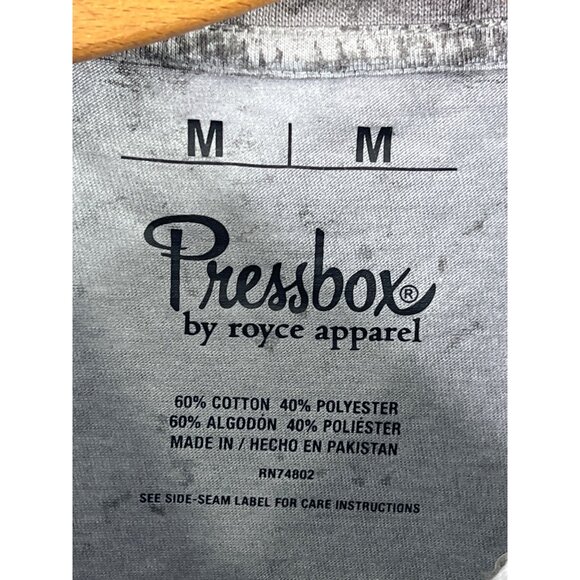 M | M
Pressbox®
by royce apparel
60% COTTON 40% POLYESTER
60% ALGODÓN 40% POLIÉSTER
MADE IN / HECHO EN PAKISTAN
RN74802
SEE SIDE-SEAM LABEL FOR CARE INSTRUCTIONS